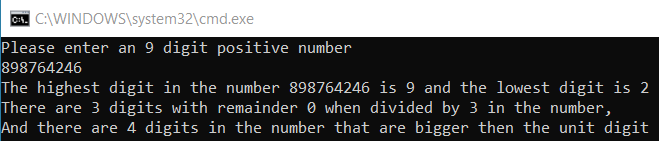 C:\WINDOWS\system32\cmd.exe
Please enter an 9 digit positive number
898764246
The highest digit in the number 898764246 is 9 and the lowest digit is 2
There are 3 digits with remainder 0 when divided by 3 in the number,
And there are 4 digits in the number that are bigger then the unit digit